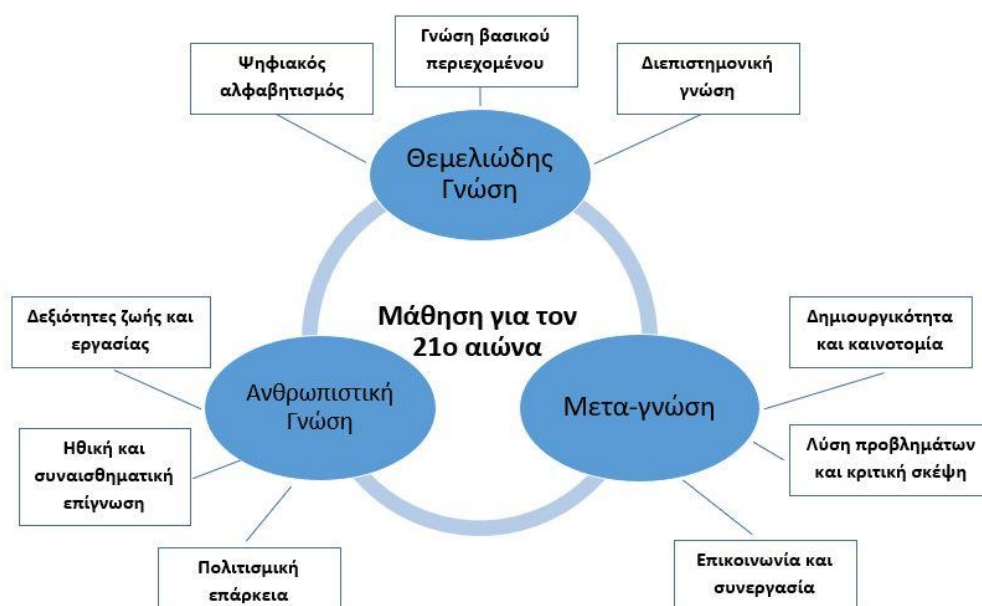 Ψηφιακός
αλφαβητισμός
Γνώση βασικού
περιεχομένου
Διεπιστημονική
γνώση
Θεμελιώδης
Γνώση
Μάθηση για τον
21ο αιώνα
Δεξιότητες ζωής και
εργασίας
Ανθρωπιστική
Γνώση
Ηθική και
συναισθηματική
επίγνωση
Πολιτισμική
επάρκεια
Μετα-γνώση
Δημιουργικότητα
και καινοτομία
Λύση προβλημάτων
και κριτική σκέψη
Επικοινωνία και
συνεργασία